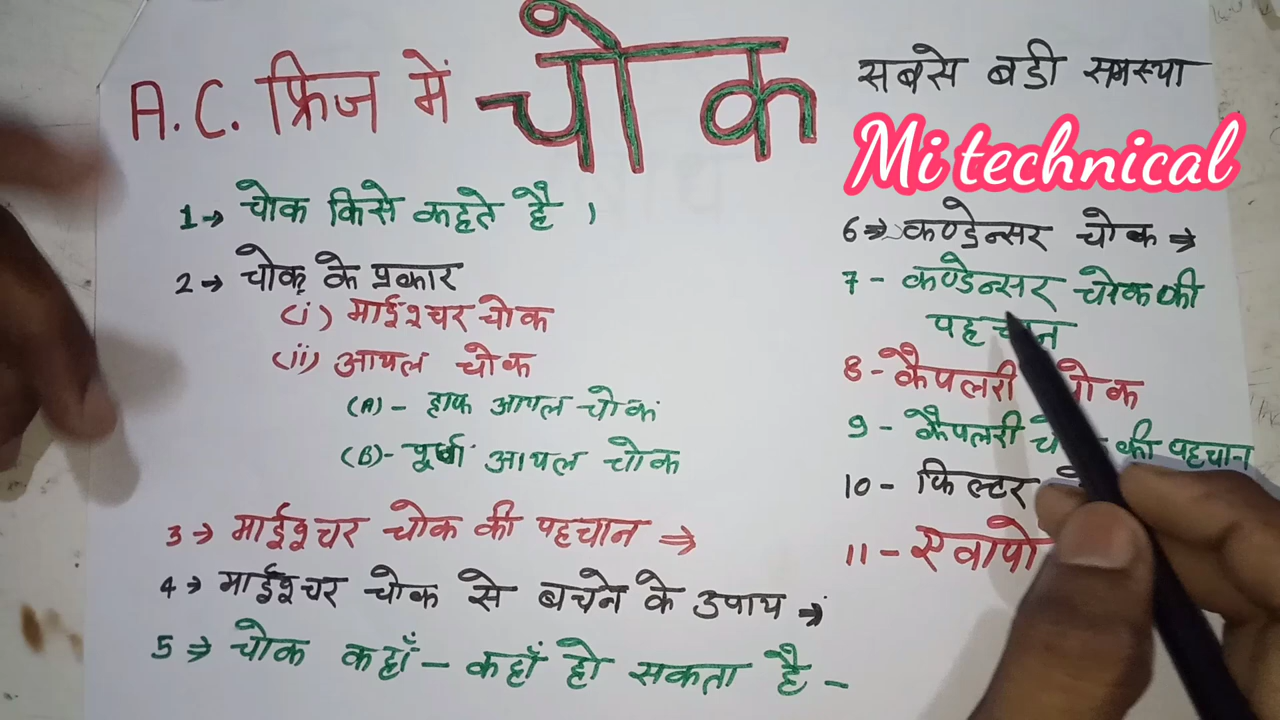 A.C. फ्रिज में चोक सबसे बडी समस्या
Mi technical
1→ चोक किसे कहते है ।
2→ चोक के प्रकार
(i) माईश्चर चोक
(ii) आयल चोक
(A)- हाफ आयल चोक
(B)- पूर्ण आयल चोक
3→ माईश्चर चोक की पहचान →
4→ माईश्चर चोक से बचेने के उपाय →
5→ चोक कहाँ - कहाँ हो सकता है -
6→ कण्डेन्सर चोक →
7- कण्डेन्सर चोक की
पहचान
8- कैपलरी चोक
9- कैपलरी की पहचान
10- फिल्टर
11-